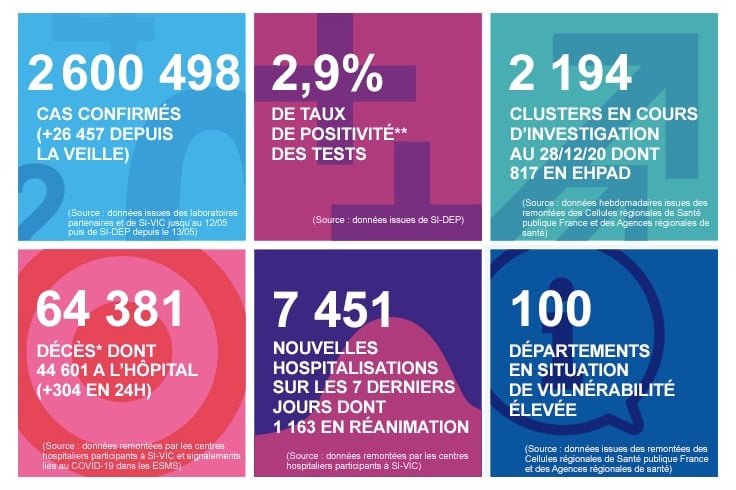 2 600 498
CAS CONFIRMÉS
(+26 457 DEPUIS
LA VEILLE)
(Source : données issues des laboratoires
partenaires et de SI-VIC jusqu'au 12/05
puis de SI-DEP depuis le 13/05)
2,9%
DE TAUX
DE POSITIVITÉ**
DES TESTS
(Source : données issues de SI-DEP)
2 194
CLUSTERS EN COURS
D'INVESTIGATION
AU 28/12/20 DONT
817 EN EHPAD
(Source : données hebdomadaires issues des
remontées des Cellules régionales de Santé
publique France et des Agences régionales de
santé)
64 381
DÉCÈS* DONT
44 601 A L'HÔPITAL
(+304 EN 24H)
(Source : données remontées par les centres
hospitaliers participants à SI-VIC et signalements
liés au COVID-19 dans les ESMS)
7 451
NOUVELLES
HOSPITALISATIONS
SUR LES 7 DERNIERS
JOURS DONT
1 163 EN RÉANIMATION
(Source : données remontées par les centres
hospitaliers participants à SI-VIC)
100
DÉPARTEMENTS
EN SITUATION
DE VULNÉRABILITÉ
ÉLEVÉE
(Source : données issues des remontées des
Cellules régionales de Santé publique France
et des Agences régionales de santé)